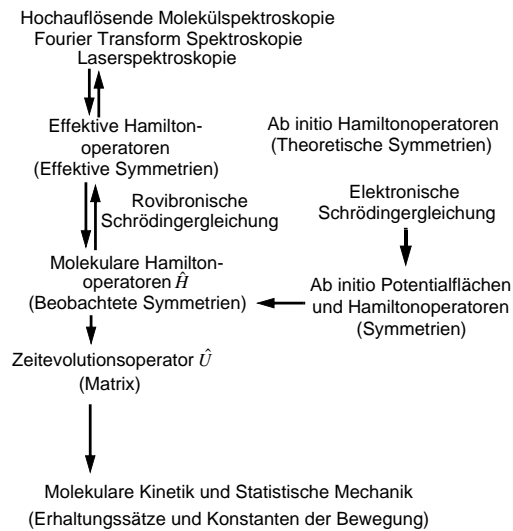 Hochauflösende Molekülspektroskopie
Fourier Transform Spektroskopie
Laserspektroskopie
Effektive Hamilton-
operatoren
(Effektive Symmetrien)
Ab initio Hamiltonoperatoren
(Theoretische Symmetrien)
Rovibronische
Schrödingergleichung
Elektronische
Schrödingergleichung
Molekulare Hamilton-
operatoren Ĥ
(Beobachtete Symmetrien)
Ab initio Potentialflächen
und Hamiltonoperatoren
(Symmetrien)
Zeitevolutionsoperator Û
(Matrix)
Molekulare Kinetik und Statistische Mechanik
(Erhaltungssätze und Konstanten der Bewegung)